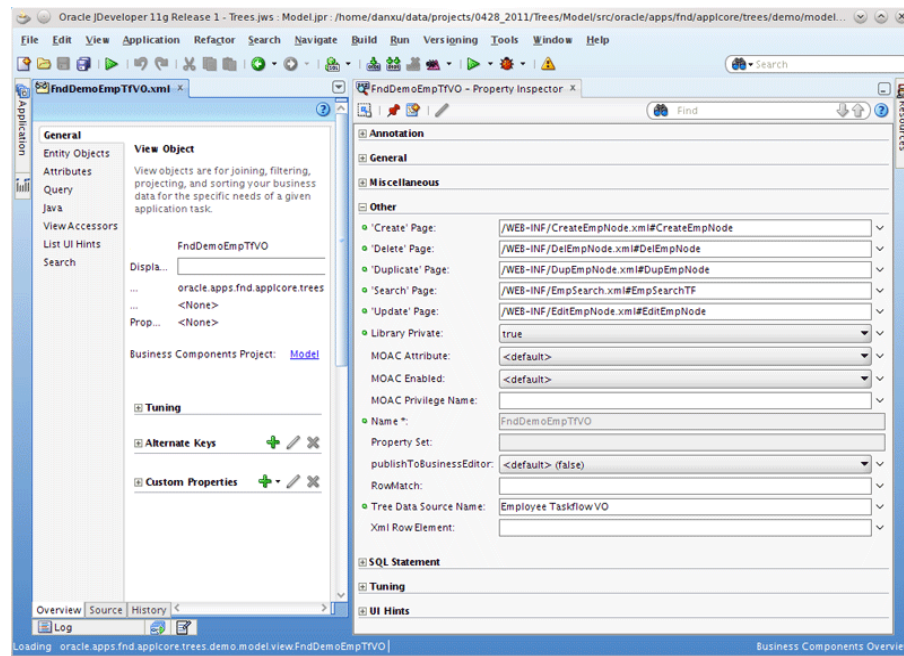 Oracle JDeveloper 11g Release 1 - Trees.jws : Model.jpr : /home/danxu/data/projects/0428_2011/Trees/Model/src/oracle/apps/fnd/applcore/trees/demo/model...
File Edit View Application Refactor Search Navigate Build Run Versioning Tools Window Help
Search
FndDemoEmpTfVO.xml
Application
General
Entity Objects
Attributes
Query
Java
View Accessors
List UI Hints
Search
View Object
View objects are for joining, filtering,
projecting, and sorting your business
data for the specific needs of a given
application task.
FndDemoEmpTfVO
Displa...
... oracle.apps.fnd.applcore.trees
... <None>
Prop... <None>
Business Components Project: Model
Tuning
Alternate Keys
Custom Properties
Overview Source History
Log
FndDemoEmpTfVO - Property Inspector
Find
Resources
Annotation
General
Miscellaneous
Other
'Create' Page: /WEB-INF/CreateEmpNode.xml#CreateEmpNode
'Delete' Page: /WEB-INF/DelEmpNode.xml#DelEmpNode
'Duplicate' Page: /WEB-INF/DupEmpNode.xml#DupEmpNode
'Search' Page: /WEB-INF/EmpSearch.xml#EmpSearchTF
'Update' Page: /WEB-INF/EditEmpNode.xml#EditEmpNode
Library Private: true
MOAC Attribute: <default>
MOAC Enabled: <default>
MOAC Privilege Name:
Name *: FndDemoEmpTfVO
Property Set:
publishToBusinessEditor: <default> (false)
RowMatch:
Tree Data Source Name: Employee Taskflow VO
Xml Row Element:
SQL Statement
Tuning
UI Hints
Loading oracle.apps.fnd.applcore.trees.demo.model.view.FndDemoEmpTfVO
Business Components Overvie